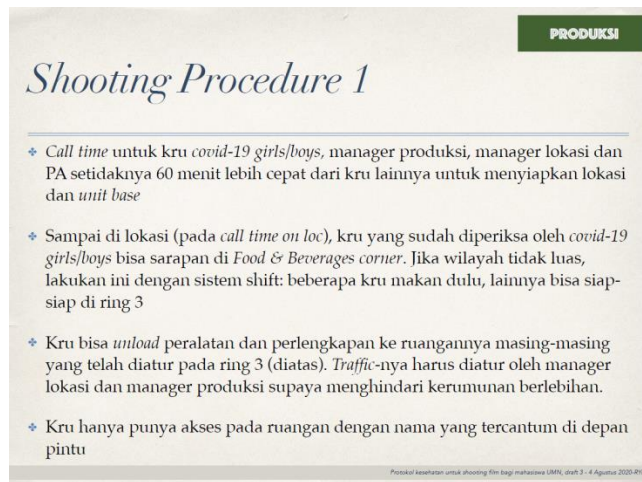 PRODUKSI
Shooting Procedure 1
Call time untuk kru covid-19 girls/boys, manager produksi, manager lokasi dan
PA setidaknya 60 menit lebih cepat dari kru lainnya untuk menyiapkan lokasi
dan unit base
Sampai di lokasi (pada call time on loc), kru yang sudah diperiksa oleh covid-19
girls/boys bisa sarapan di Food & Beverages corner. Jika wilayah tidak luas,
lakukan ini dengan sistem shift: beberapa kru makan dulu, lainnya bisa siap-
siap di ring 3
Kru bisa unload peralatan dan perlengkapan ke ruangannya masing-masing
yang telah diatur pada ring 3 (diatas). Traffic-nya harus diatur oleh manager
lokasi dan manager produksi supaya menghindari kerumunan berlebihan.
Kru hanya punya akses pada ruangan dengan nama yang tercantum di depan
pintu
Protokol kesehatan untuk shooting film bagi mahasiswa UMN, draft 3 - 4 Agustus 2020-